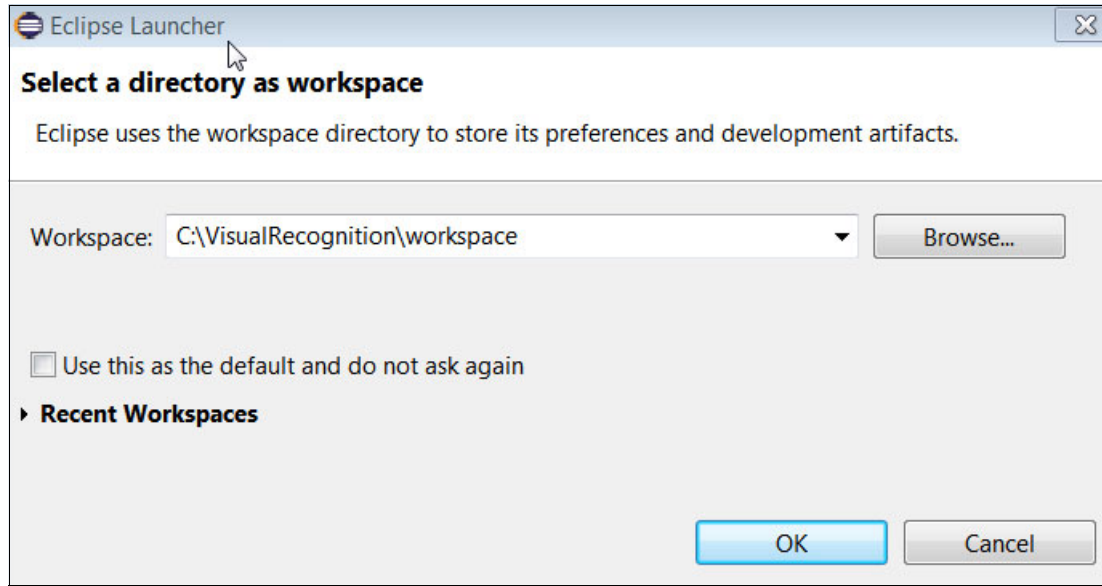 Eclipse Launcher
Select a directory as workspace
Eclipse uses the workspace directory to store its preferences and development artifacts.
Workspace: C:\VisualRecognition\workspace Browse...
Use this as the default and do not ask again
Recent Workspaces
OK Cancel